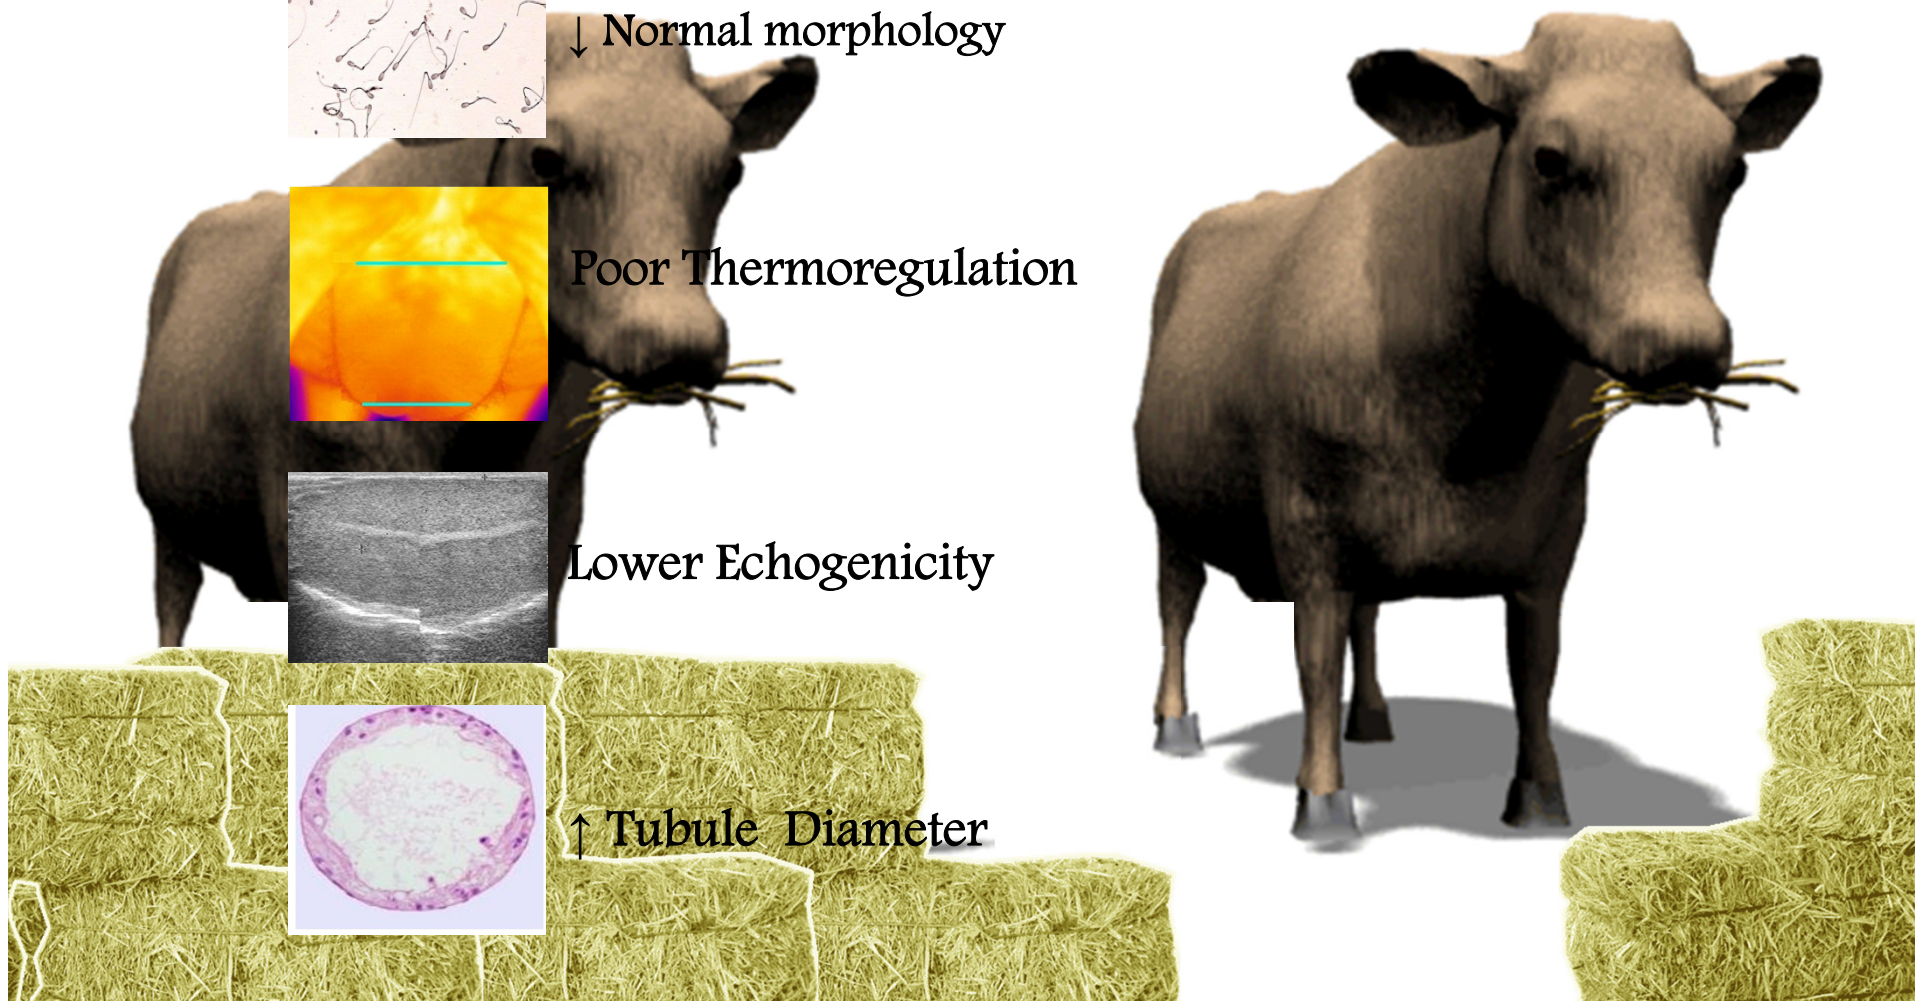 ↓ Normal morphology
Poor Thermoregulation
Lower Echogenicity
↑ Tubule Diameter